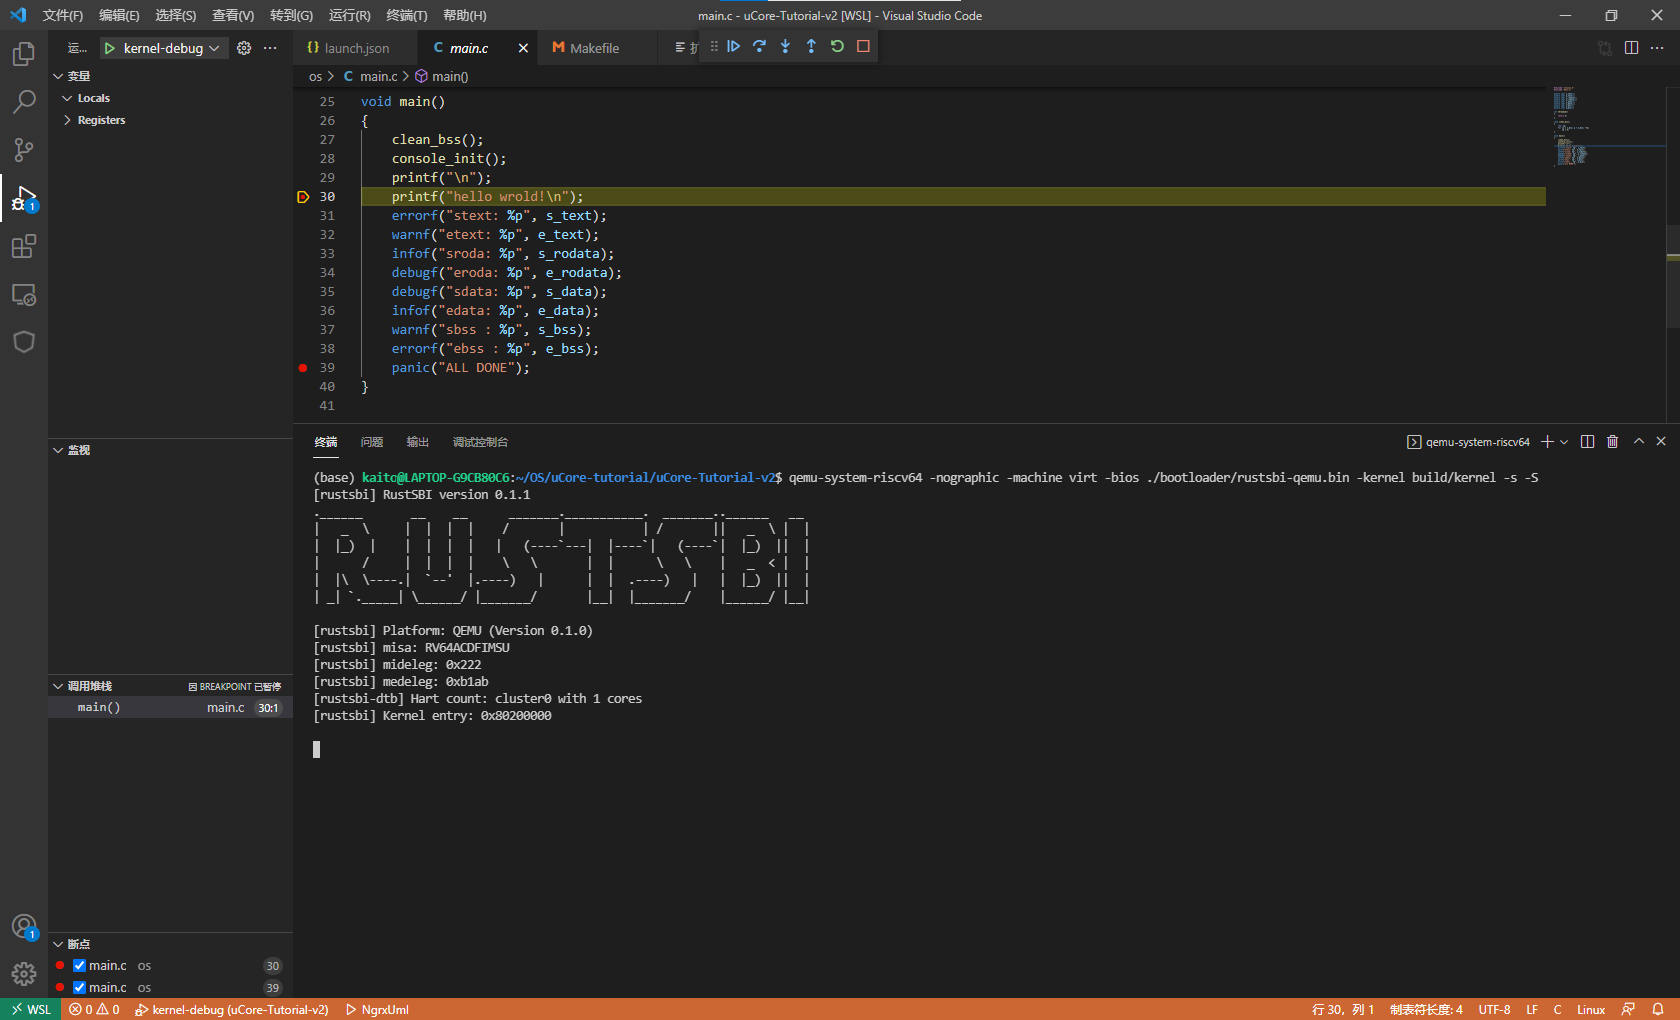 文件(F) 编辑(E) 选择(S) 查看(V) 转到(G) 运行(R) 终端(T) 帮助(H) main.c - uCore-Tutorial-v2 [WSL] - Visual Studio Code
运... kernel-debug
launch.json C main.c M Makefile
os > C main.c > main()
变量
Locals
Registers
25 void main()
26 {
27 clean_bss();
28 console_init();
29 printf("\n");
30 printf("hello wrold!\n");
31 errorf("stext: %p", s_text);
32 warnf("etext: %p", e_text);
33 infof("sroda: %p", s_rodata);
34 debugf("eroda: %p", e_rodata);
35 debugf("sdata: %p", s_data);
36 infof("edata: %p", e_data);
37 warnf("sbss : %p", s_bss);
38 errorf("ebss : %p", e_bss);
39 panic("ALL DONE");
40 }
41
监视
调用堆栈 因 BREAKPOINT 已暂停
main() main.c 30:1
断点
main.c os 30
main.c os 39
终端 问题 输出 调试控制台 qemu-system-riscv64
(base) kaito@LAPTOP-G9CB80C6:~/OS/uCore-tutorial/uCore-Tutorial-v2$ qemu-system-riscv64 -nographic -machine virt -bios ./bootloader/rustsbi-qemu.bin -kernel build/kernel -s -S
[rustsbi] RustSBI version 0.1.1
RUSTSBI
[rustsbi] Platform: QEMU (Version 0.1.0)
[rustsbi] misa: RV64ACDFIMSU
[rustsbi] mideleg: 0x222
[rustsbi] medeleg: 0xb1ab
[rustsbi-dtb] Hart count: cluster0 with 1 cores
[rustsbi] Kernel entry: 0x80200000
WSL 0 0 kernel-debug (uCore-Tutorial-v2) NgrxUml 行 30，列 1 制表符长度: 4 UTF-8 LF C Linux